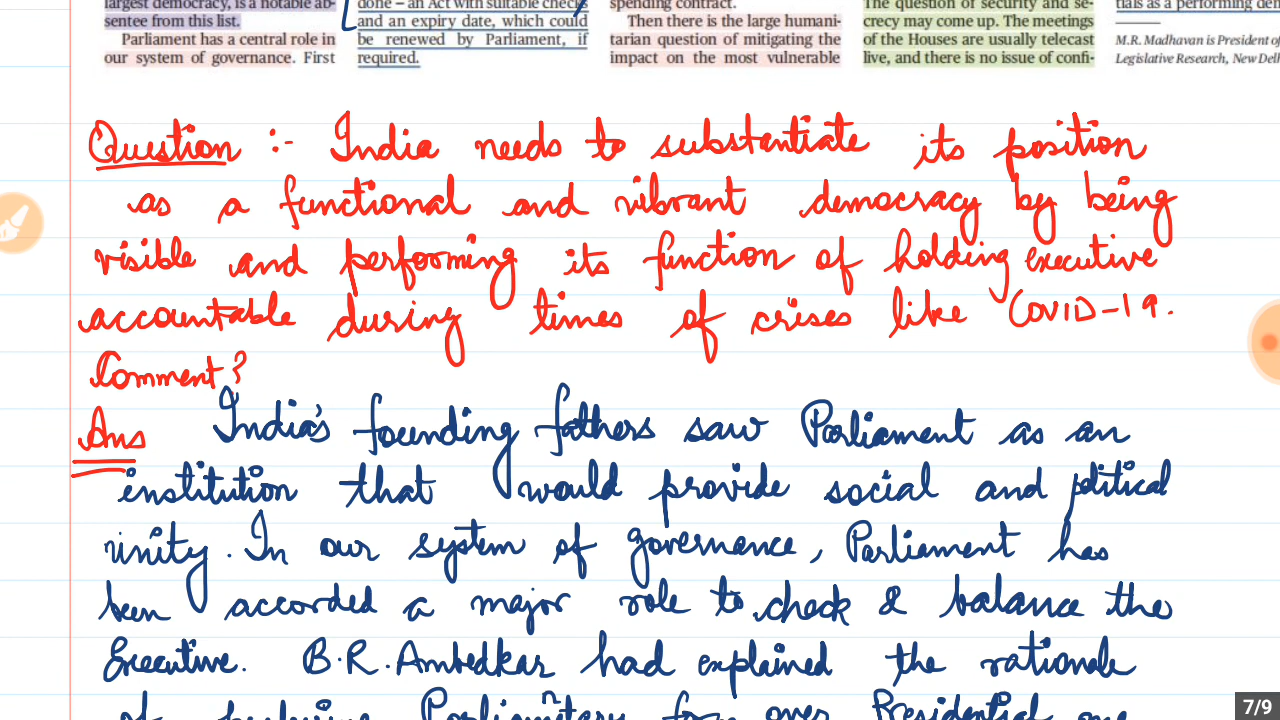 largest democracy, is a notable ab-
sentee from this list.
Parliament has a central role in
our system of governance. First
done – an Act with suitable checks
and an expiry date, which could
be renewed by Parliament, if
required.
spending contract.
Then there is the large humani-
tarian question of mitigating the
impact on the most vulnerable
The question of security and se-
crecy may come up. The meetings
of the Houses are usually telecast
live, and there is no issue of confi-
tials as a performing
M.R. Madhavan is President of
Legislative Research, New
Question :- India needs to substantiate its position
as a functional and vibrant democracy by being
visible and performing its function of holding executive
accountable during times of crises like COVID-19.
Comment?
Ans India's founding fathers saw Parliament as an
institution that would provide social and political
unity. In our system of governance, Parliament has
been accorded a major role to check & balance the
Executive. B.R. Ambedkar had explained the rationale
of Parliamentary form over Presidential one
7/9